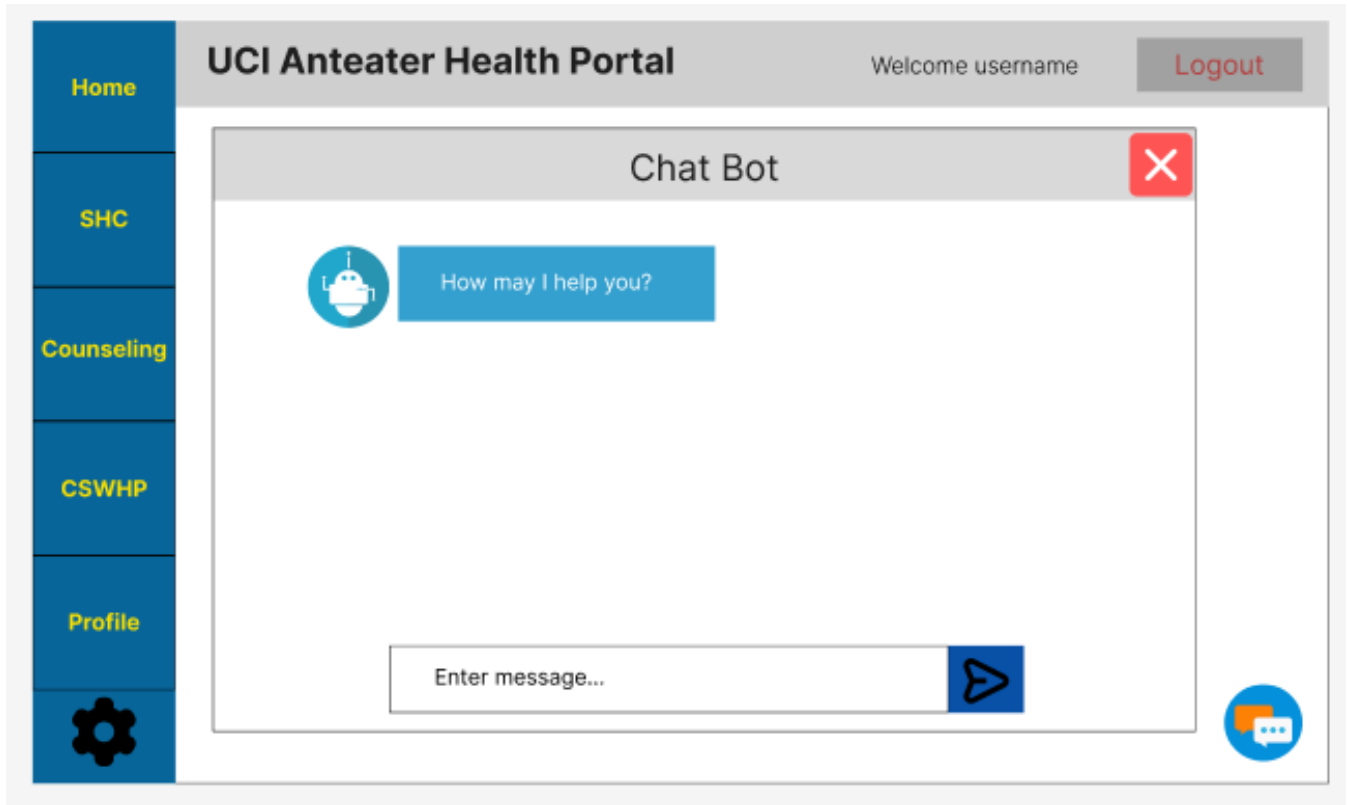 UCI Anteater Health Portal
Welcome username
Logout
Home
SHC
Counseling
CSWHP
Profile
Chat Bot
How may I help you?
Enter message...